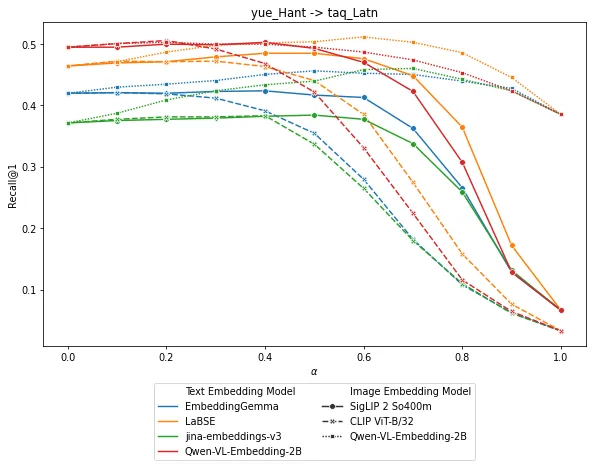 yue_Hant -> taq_Latn
Recall@1
0.5
0.4
0.3
0.2
0.1
0.0
0.2
0.4
0.6
0.8
1.0
α
Text Embedding Model
EmbeddingGemma
LaBSE
jina-embeddings-v3
Qwen-VL-Embedding-2B
Image Embedding Model
SigLIP 2 So400m
CLIP ViT-B/32
Qwen-VL-Embedding-2B